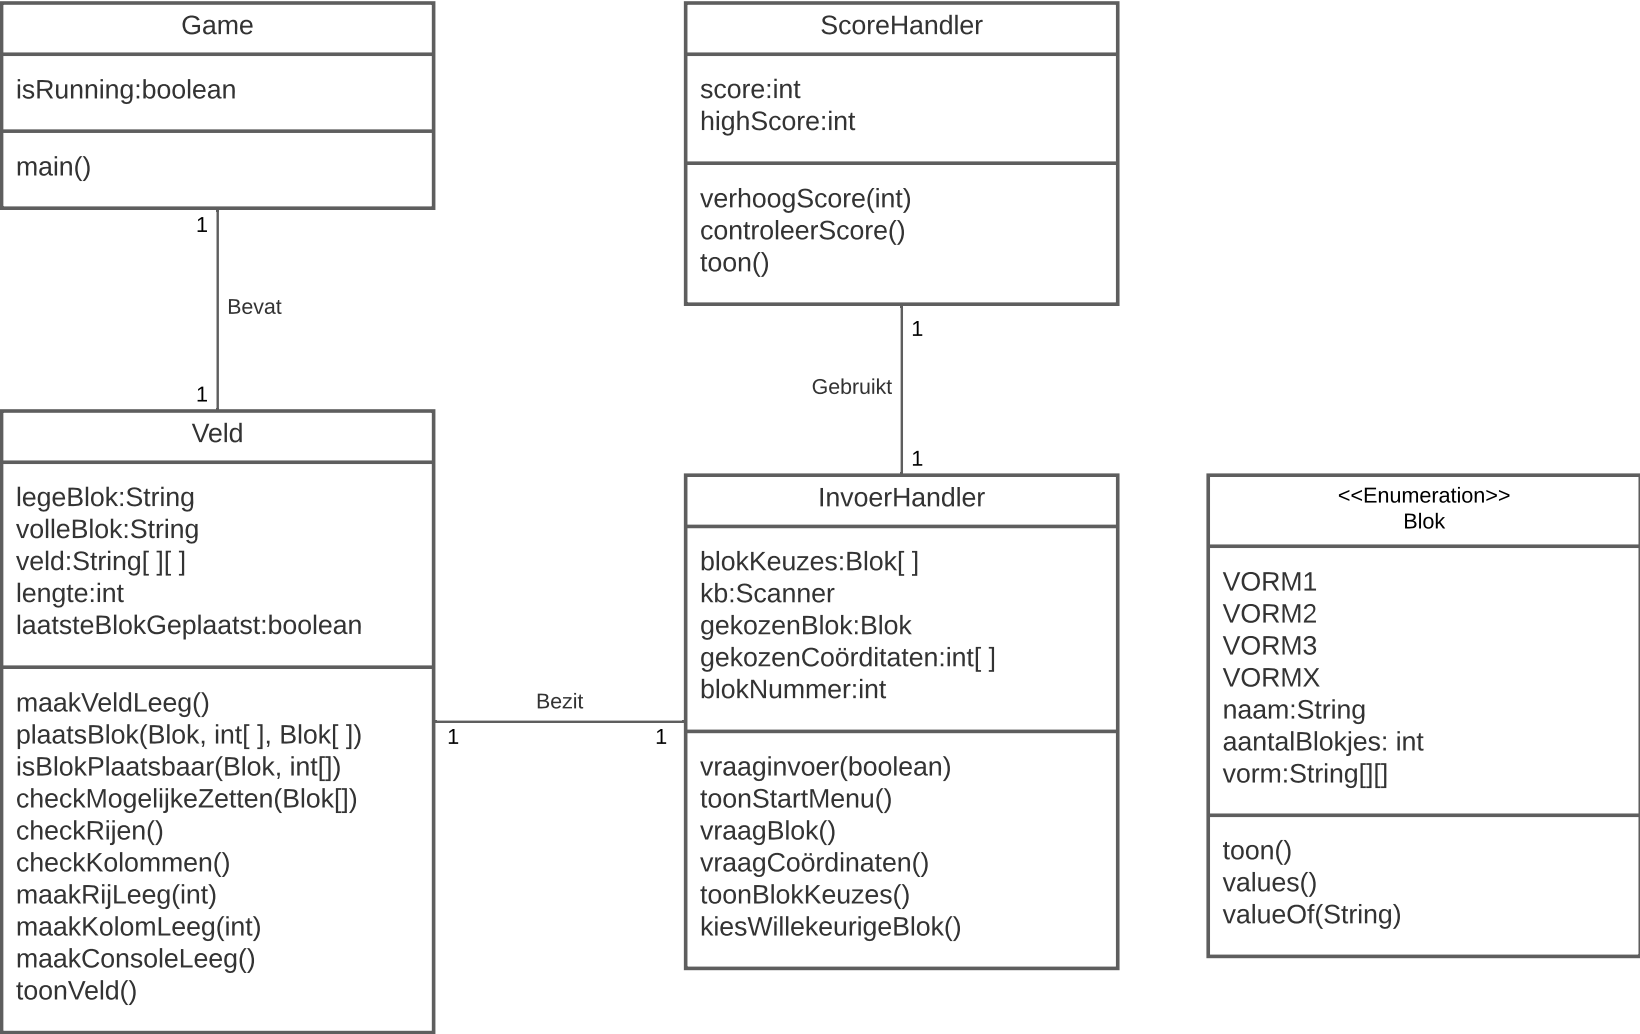 Game
isRunning:boolean
main()
1
Bevat
1
Veld
legeBlok:String
volleBlok:String
veld:String[ ][ ]
lengte:int
laatsteBlokGeplaatst:boolean
maakVeldLeeg()
plaatsBlok(Blok, int[ ], Blok[ ])
isBlokPlaatsbaar(Blok, int[])
checkMogelijkeZetten(Blok[])
checkRijen()
checkKolommen()
maakRijLeeg(int)
maakKolomLeeg(int)
maakConsoleLeeg()
toonVeld()
Bezit
1
1
ScoreHandler
score:int
highScore:int
verhoogScore(int)
controleerScore()
toon()
1
Gebruikt
1
InvoerHandler
blokKeuzes:Blok[ ]
kb:Scanner
gekozenBlok:Blok
gekozenCoörditaten:int[ ]
blokNummer:int
vraaginvoer(boolean)
toonStartMenu()
vraagBlok()
vraagCoördinaten()
toonBlokKeuzes()
kiesWillekeurigeBlok()
<<Enumeration>>
Blok
VORM1
VORM2
VORM3
VORMX
naam:String
aantalBlokjes: int
vorm:String[][]
toon()
values()
valueOf(String)